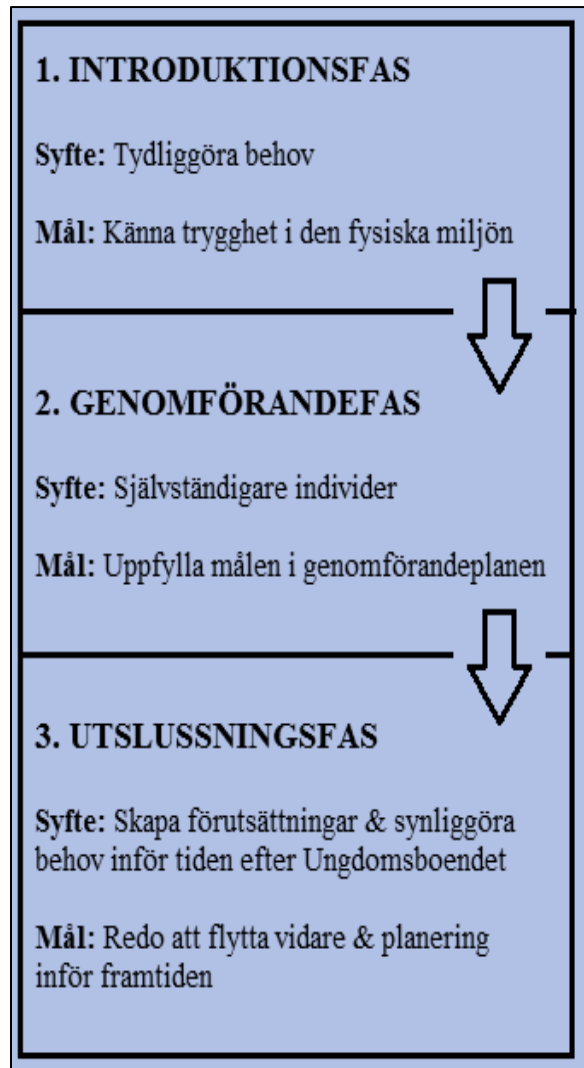 1. INTRODUKTIONSFAS
Syfte: Tydliggöra behov
Mål: Känna trygghet i den fysiska miljön
2. GENOMFÖRANDEFAS
Syfte: Självständigare individer
Mål: Uppfylla målen i genomförandeplanen
3. UTSLUSSNINGSFAS
Syfte: Skapa förutsättningar & synliggöra
behov inför tiden efter Ungdomsboendet
Mål: Redo att flytta vidare & planering
inför framtiden